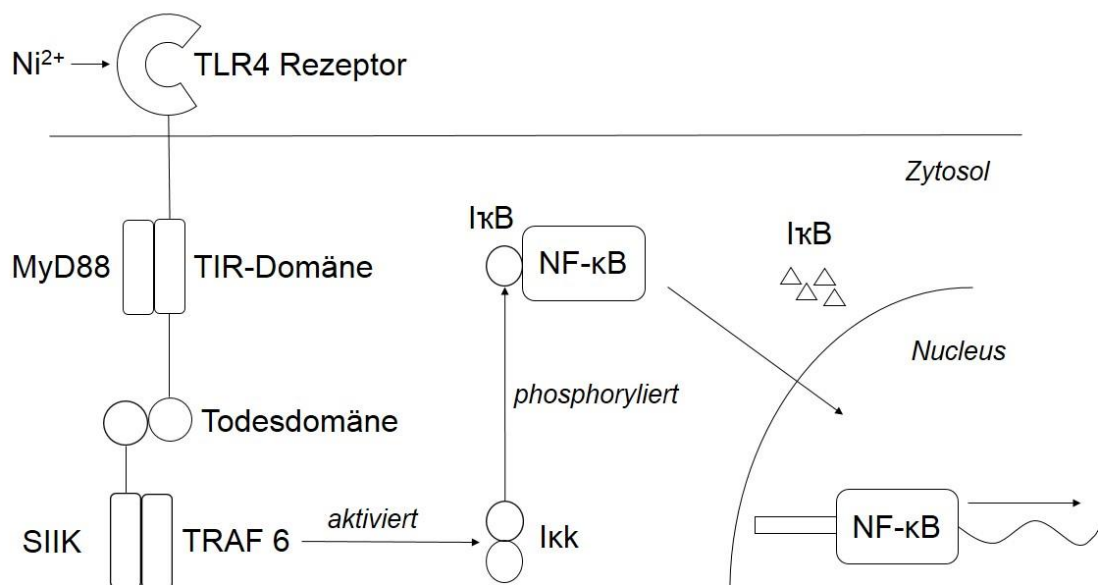 Ni²⁺
TLR4 Rezeptor
Zytosol
IκB
NF-κB
IκB
MyD88
TIR-Domäne
Nucleus
phosphoryliert
Todesdomäne
SIIK
TRAF 6
aktiviert
Iκk
NF-κB